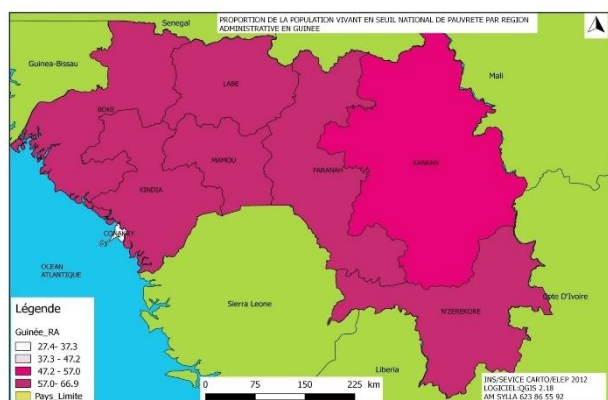 PROPORTION DE LA POPULATION VIVANT EN SEUIL NATIONAL DE PAUVRETE PAR REGION
ADMINISTRATIVE EN GUINEE
Senegal
Guinea-Bissau
Mali
LABE
BOKE
MAMOU
FARANAH
KANKAN
KINDIA
CONAKRY
OCEAN
ATLANTIQUE
Sierra Leone
N'ZEREKORE
Cote D'Ivoire
Liberia
Légende
Guinée_RA
27.4- 37.3
37.3 - 47.2
47.2 - 57.0
57.0- 66.9
Pays_Limite
0 75 150 225 km
INS/SEVICE CARTO/ELEP 2012
LOGICIEL:QGIS 2.18
AM SYLLA 623 86 55 92